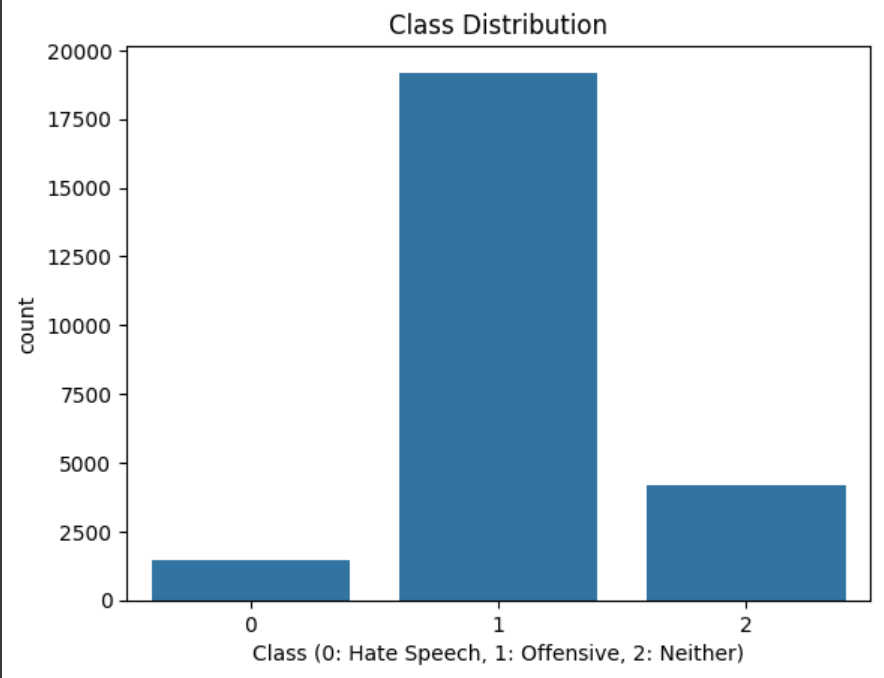 Class Distribution
20000
17500
15000
12500
10000
7500
5000
2500
0
count
0 1 2
Class (0: Hate Speech, 1: Offensive, 2: Neither)